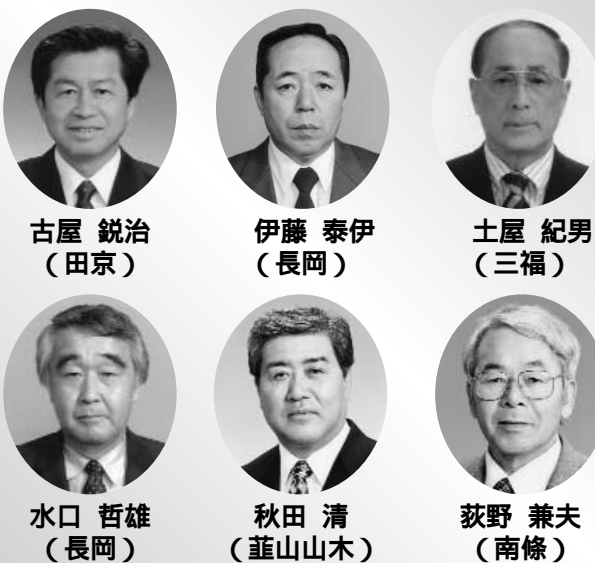 古屋 鋭治
（田京）
伊藤 泰伊
（長岡）
土屋 紀男
（三福）
水口 哲雄
（長岡）
秋田 清
（韮山山木）
荻野 兼夫
（南條）